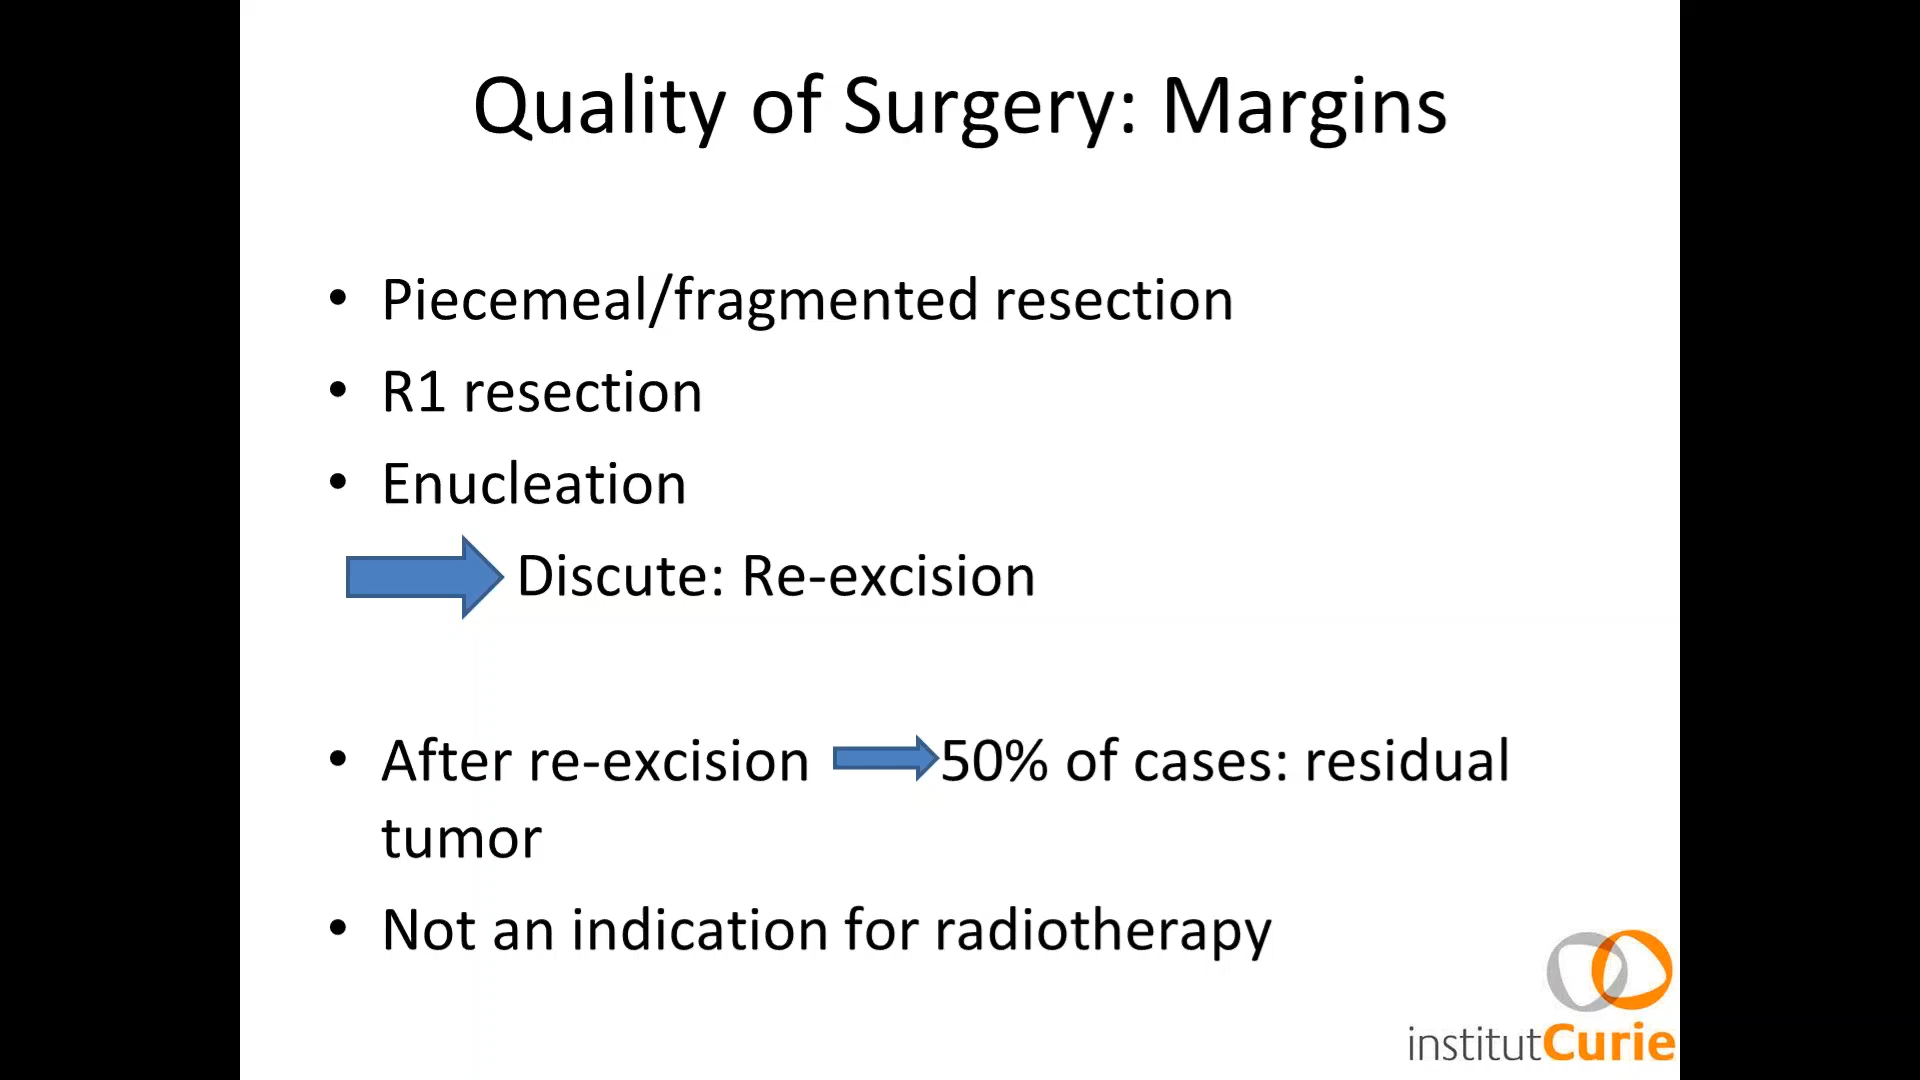 Quality of Surgery: Margins
• Piecemeal/fragmented resection
• R1 resection
• Enucleation
Discute: Re-excision
• After re-excision 50% of cases: residual
tumor
• Not an indication for radiotherapy
institutCurie